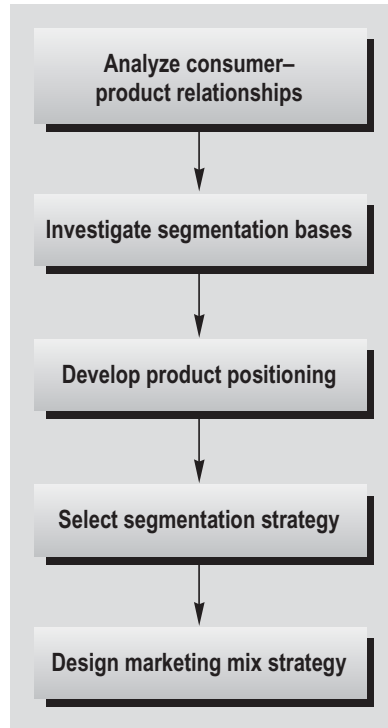 Analyze consumer–
product relationships
Investigate segmentation bases
Develop product positioning
Select segmentation strategy
Design marketing mix strategy